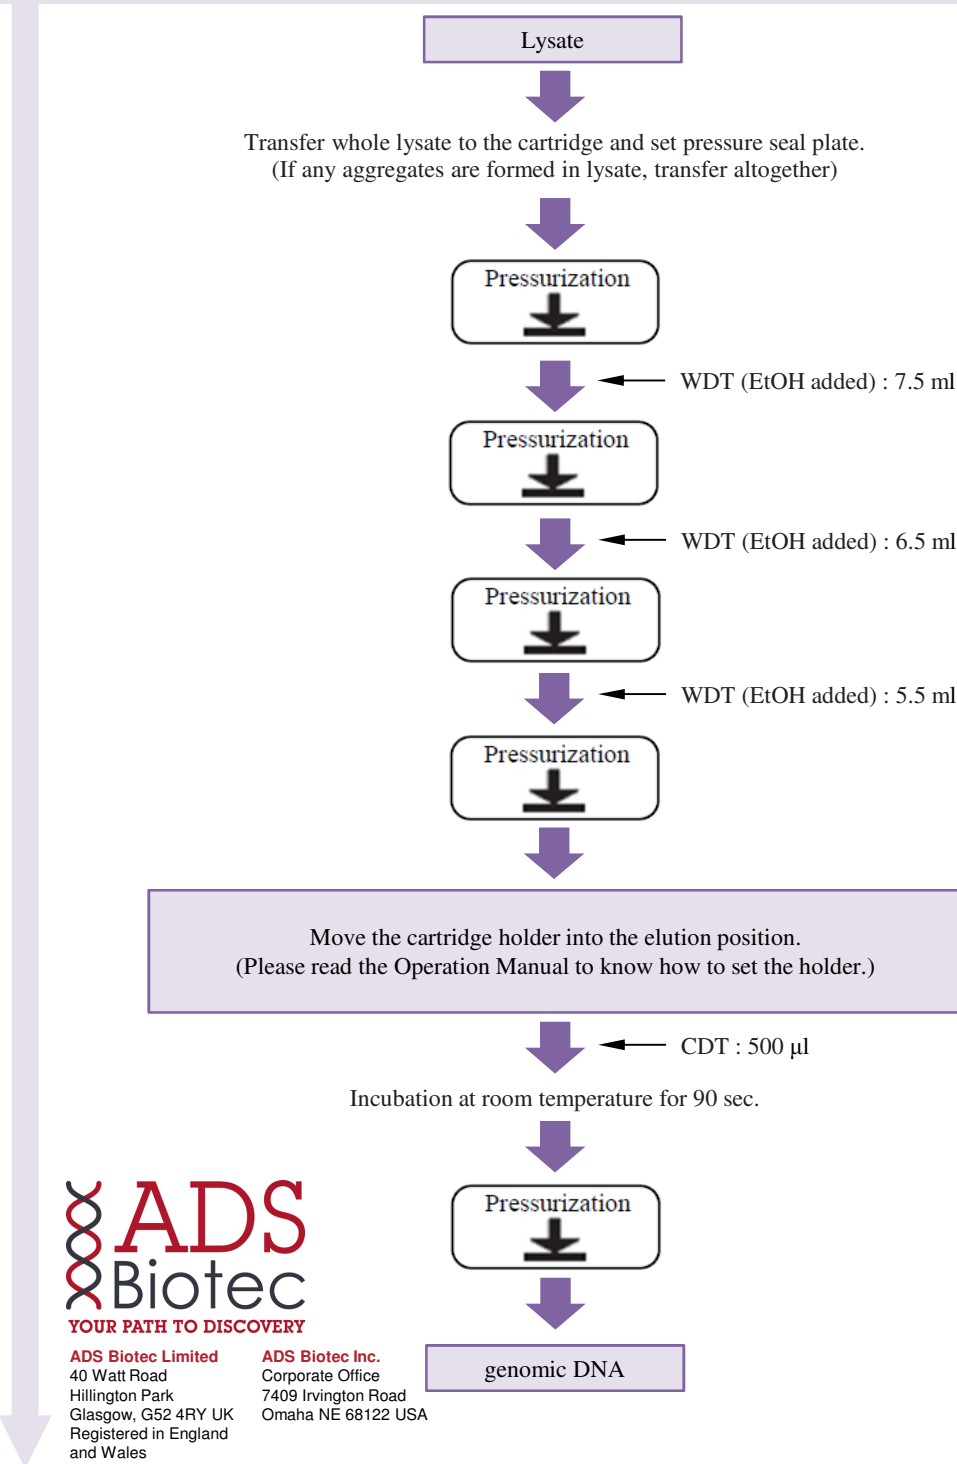 Lysate
Transfer whole lysate to the cartridge and set pressure seal plate.
(If any aggregates are formed in lysate, transfer altogether)
Pressurization
WDT (EtOH added) : 7.5 ml
Pressurization
WDT (EtOH added) : 6.5 ml
Pressurization
WDT (EtOH added) : 5.5 ml
Pressurization
Move the cartridge holder into the elution position.
(Please read the Operation Manual to know how to set the holder.)
CDT : 500 μl
Incubation at room temperature for 90 sec.
Pressurization
genomic DNA
ADS
Biotec
YOUR PATH TO DISCOVERY
ADS Biotec Limited
40 Watt Road
Hillington Park
Glasgow, G52 4RY UK
Registered in England
and Wales
ADS Biotec Inc.
Corporate Office
7409 Irvington Road
Omaha NE 68122 USA